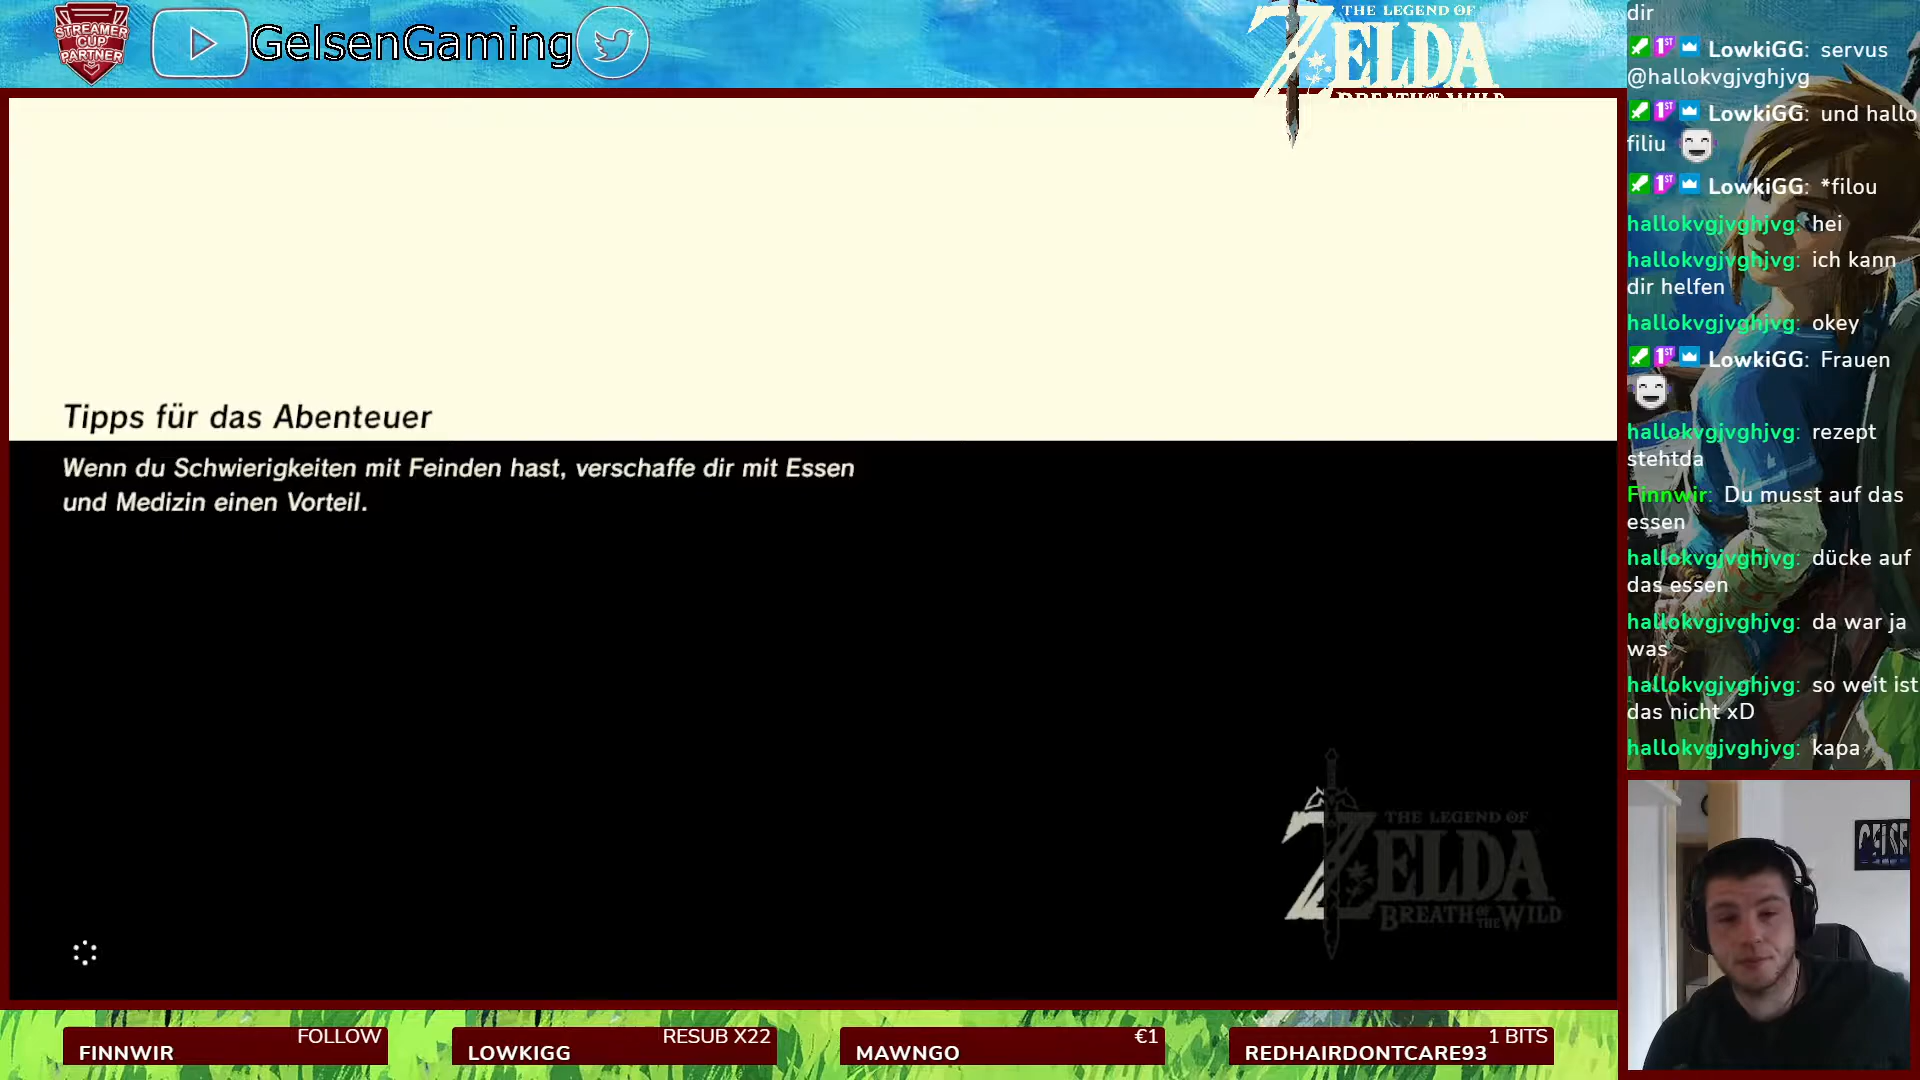 STREAMER
CUP
PARTNER
GelsenGaming
THE LEGEND OF
ZELDA
BREATH OF THE WILD
dir
LowkiGG: servus
@hallokvgjvghjvg
LowkiGG: und hallo
filiu
LowkiGG: *filou
hallokvgjvghjvg: hei
hallokvgjvghjvg: ich kann
dir helfen
hallokvgjvghjvg: okey
LowkiGG: Frauen
hallokvgjvghjvg: rezept
stehtda
Finnwir: Du musst auf das
essen
hallokvgjvghjvg: dücke auf
das essen
hallokvgjvghjvg: da war ja
was
hallokvgjvghjvg: so weit ist
das nicht xD
hallokvgjvghjvg: kapa
Tipps für das Abenteuer
Wenn du Schwierigkeiten mit Feinden hast, verschaffe dir mit Essen
und Medizin einen Vorteil.
THE LEGEND OF
ZELDA
BREATH OF THE WILD
FINNWIR FOLLOW
LOWKIGG RESUB X22
MAWNGO €1
REDHAIRDONTCARE93 1 BITS